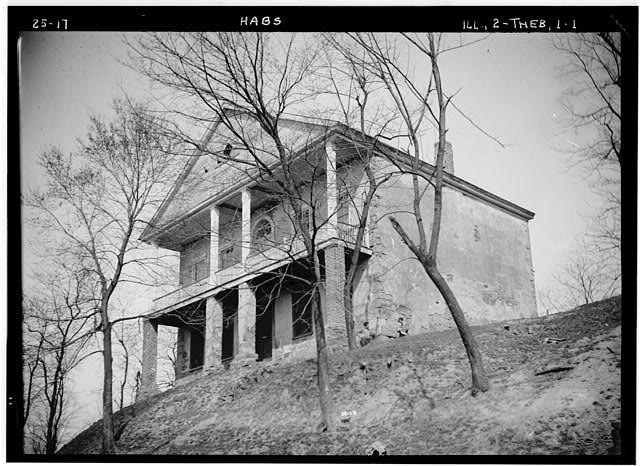 25-17 HABS ILL, 2-THEB, 1-1